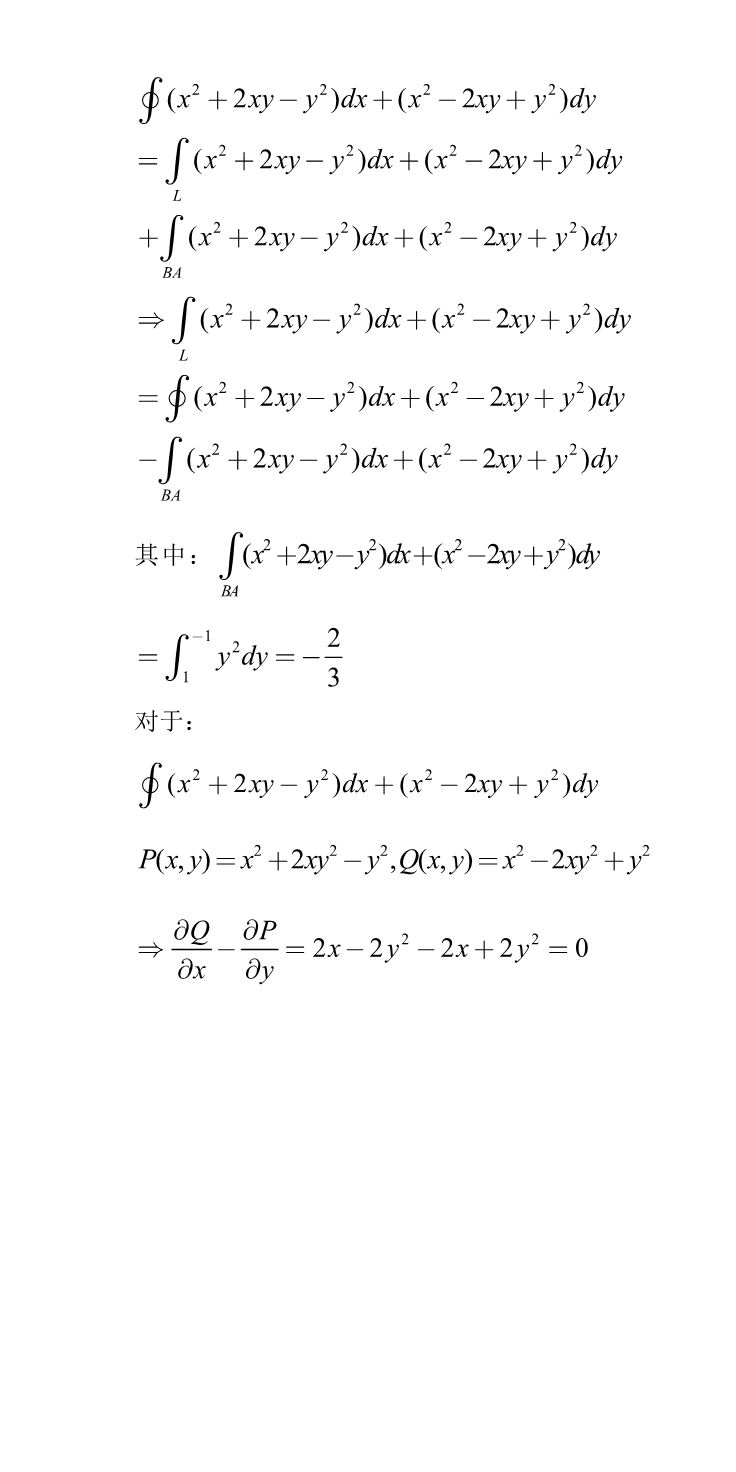 ∮(x² + 2xy − y²)dx + (x² − 2xy + y²)dy
= ∫_L (x² + 2xy − y²)dx + (x² − 2xy + y²)dy
+ ∫_BA (x² + 2xy − y²)dx + (x² − 2xy + y²)dy
⇒ ∫_L (x² + 2xy − y²)dx + (x² − 2xy + y²)dy
= ∮(x² + 2xy − y²)dx + (x² − 2xy + y²)dy
− ∫_BA (x² + 2xy − y²)dx + (x² − 2xy + y²)dy
其中： ∫_BA (x² + 2xy − y²)dx + (x² − 2xy + y²)dy
= ∫_1^{−1} y²dy = −2/3
对于：
∮(x² + 2xy − y²)dx + (x² − 2xy + y²)dy
P(x, y) = x² + 2xy² − y², Q(x, y) = x² − 2xy² + y²
⇒ ∂Q/∂x − ∂P/∂y = 2x − 2y² − 2x + 2y² = 0